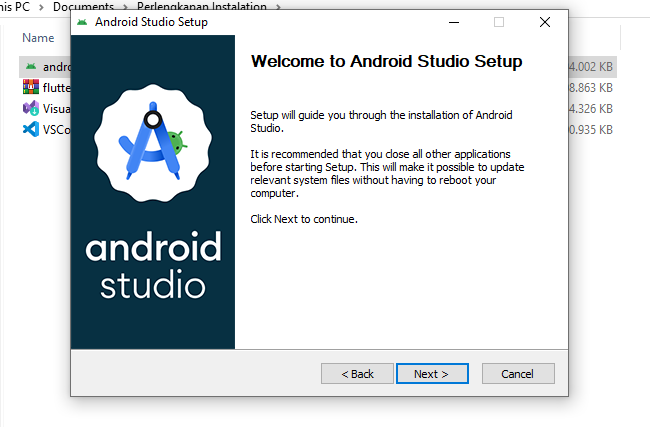 his PC > Documents > Perlengkapan Instalation >
Name
andro
flutte
Visua
VSCo
4.002 KB
8.863 KB
4.326 KB
0.935 KB
Android Studio Setup
android
studio
Welcome to Android Studio Setup
Setup will guide you through the installation of Android
Studio.
It is recommended that you close all other applications
before starting Setup. This will make it possible to update
relevant system files without having to reboot your
computer.
Click Next to continue.
< Back
Next >
Cancel